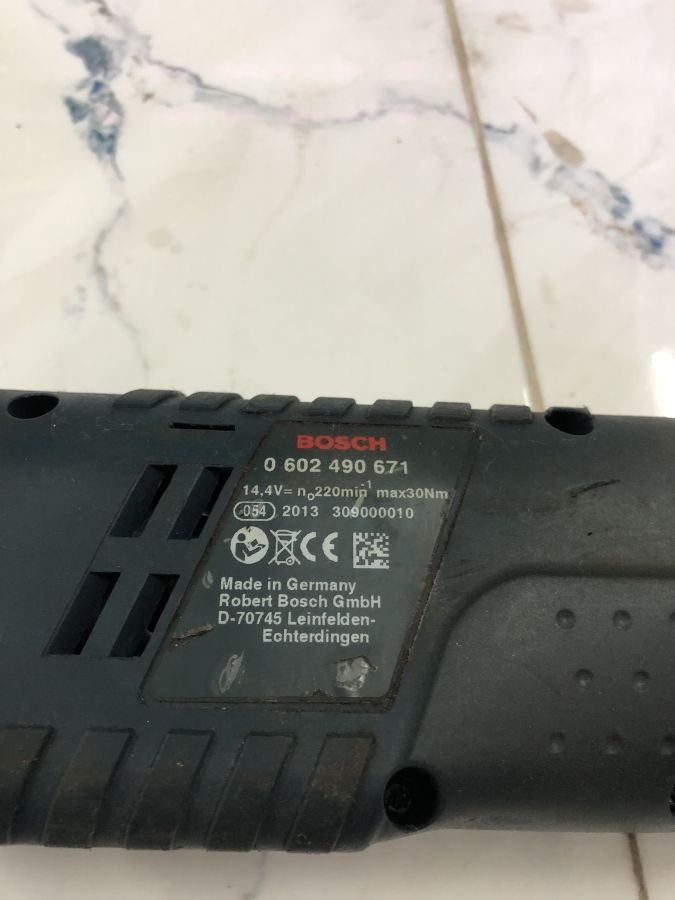 BOSCH
0 602 490 671
14,4V= n₀220min⁻¹ max30Nm
054 2013 309000010
CE
Made in Germany
Robert Bosch GmbH
D-70745 Leinfelden-
Echterdingen